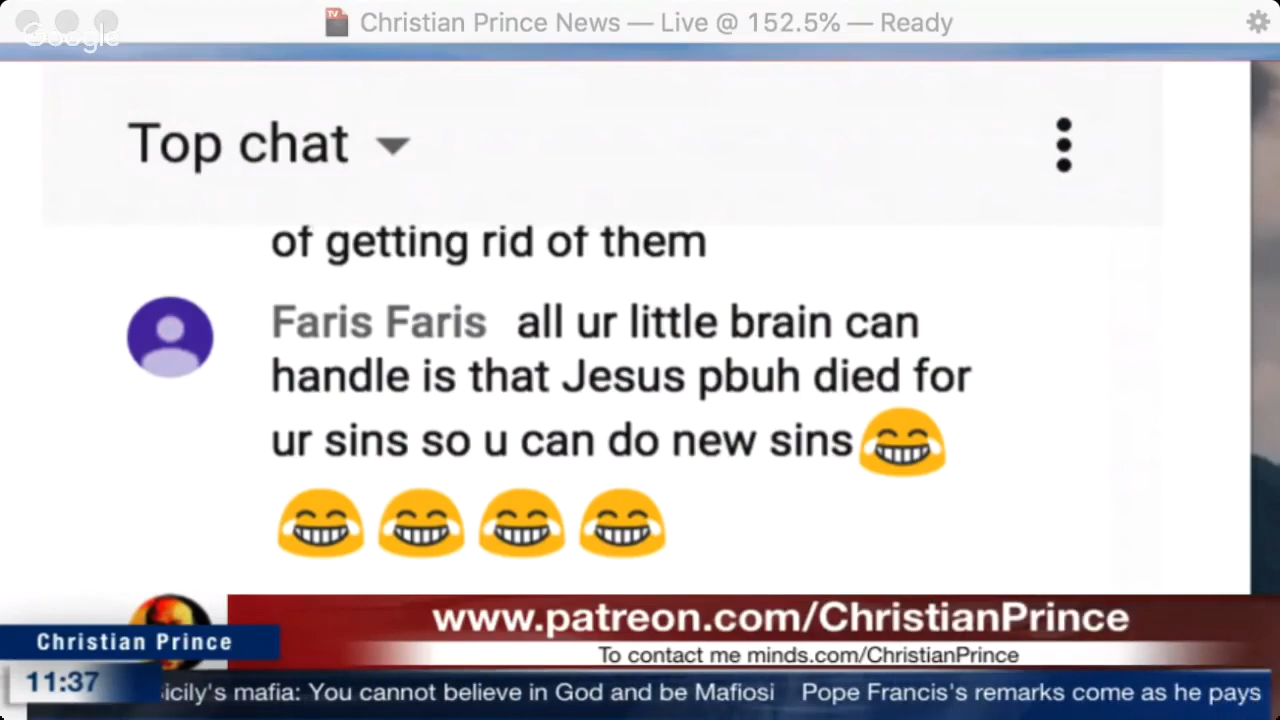 Christian Prince News — Live @ 152.5% — Ready
Google
Top chat
of getting rid of them
Faris Faris all ur little brain can
handle is that Jesus pbuh died for
ur sins so u can do new sins😂
😂😂😂😂
www.patreon.com/ChristianPrince
To contact me minds.com/ChristianPrince
Christian Prince
11:37
icily's mafia: You cannot believe in God and be Mafiosi Pope Francis's remarks come as he pays